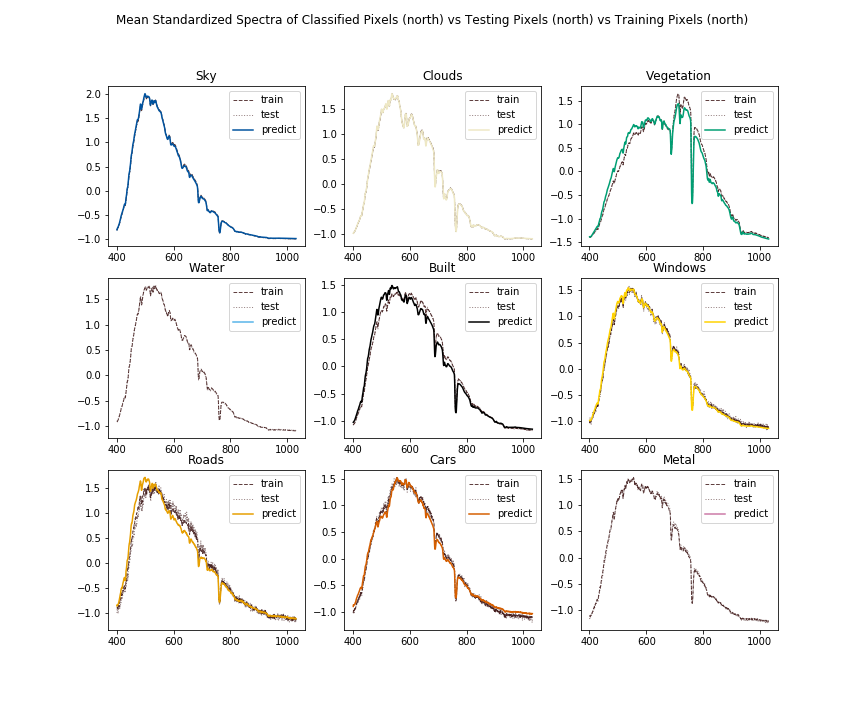 Mean Standardized Spectra of Classified Pixels (north) vs Testing Pixels (north) vs Training Pixels (north)
Sky
2.0
1.5
1.0
0.5
0.0
−0.5
−1.0
400 600 800 1000
train
test
predict
Clouds
1.5
1.0
0.5
0.0
−0.5
−1.0
400 600 800 1000
train
test
predict
Vegetation
1.5
1.0
0.5
0.0
−0.5
−1.0
−1.5
400 600 800 1000
train
test
predict
Water
1.5
1.0
0.5
0.0
−0.5
−1.0
400 600 800 1000
train
test
predict
Built
1.5
1.0
0.5
0.0
−0.5
−1.0
400 600 800 1000
train
test
predict
Windows
1.5
1.0
0.5
0.0
−0.5
−1.0
400 600 800 1000
train
test
predict
Roads
1.5
1.0
0.5
0.0
−0.5
−1.0
400 600 800 1000
train
test
predict
Cars
1.5
1.0
0.5
0.0
−0.5
−1.0
400 600 800 1000
train
test
predict
Metal
1.5
1.0
0.5
0.0
−0.5
−1.0
400 600 800 1000
train
test
predict